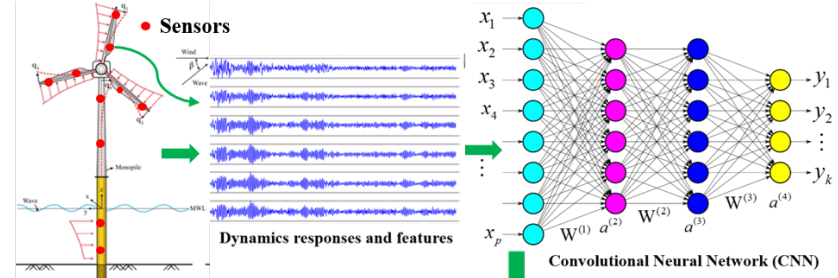 Sensors
Wind
β
Wave
Monopile
Wave
MWL
z
x
y
Dynamics responses and features
x₁
x₂
x₃
x₄
⋮
xₚ
W⁽¹⁾
a⁽²⁾
W⁽²⁾
a⁽³⁾
W⁽³⁾
a⁽⁴⁾
y₁
y₂
⋮
yₖ
Convolutional Neural Network (CNN)